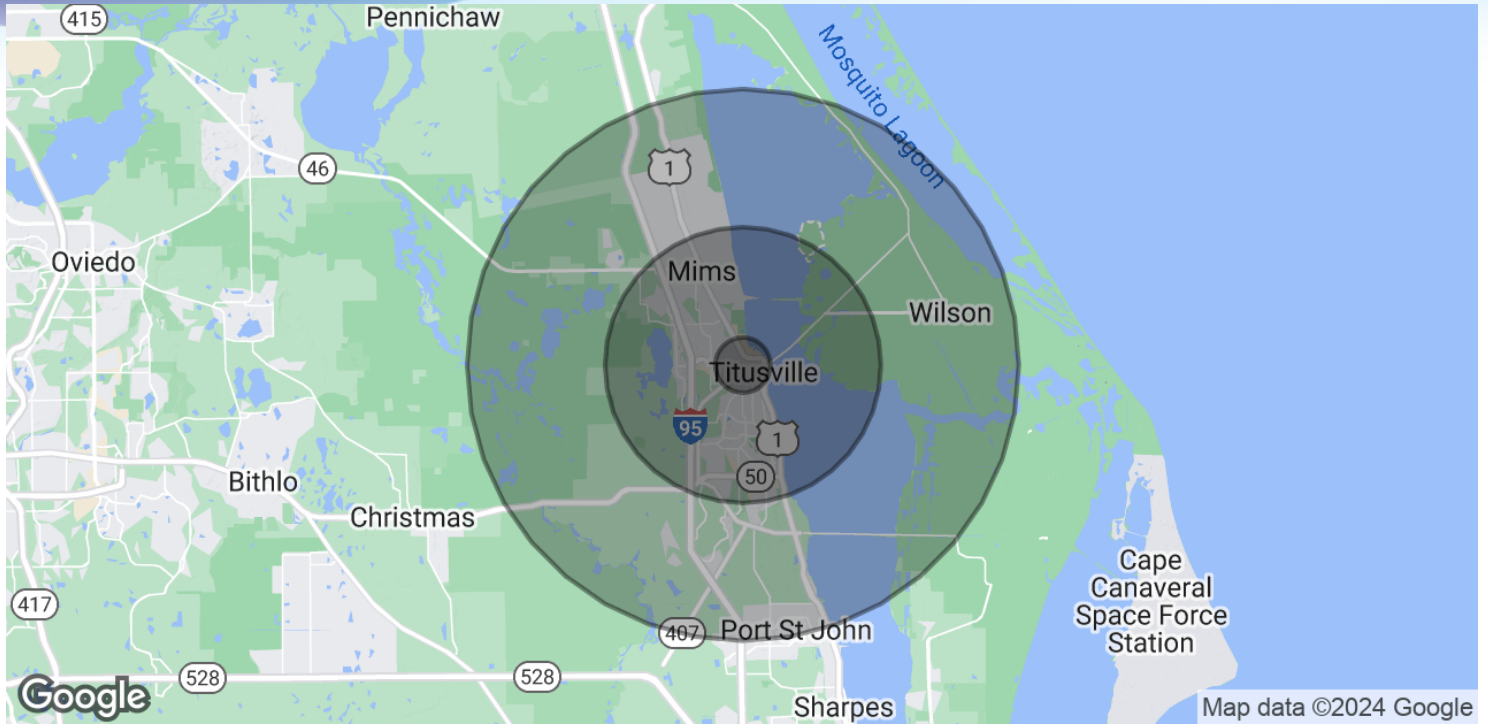 415
Pennichaw
Mosquito Lagoon
1
46
Oviedo
Mims
Wilson
Titusville
95
1
50
Bithlo
Christmas
Cape
Canaveral
Space Force
Station
417
407
Port St John
528
528
Sharpes
Google
Map data ©2024 Google